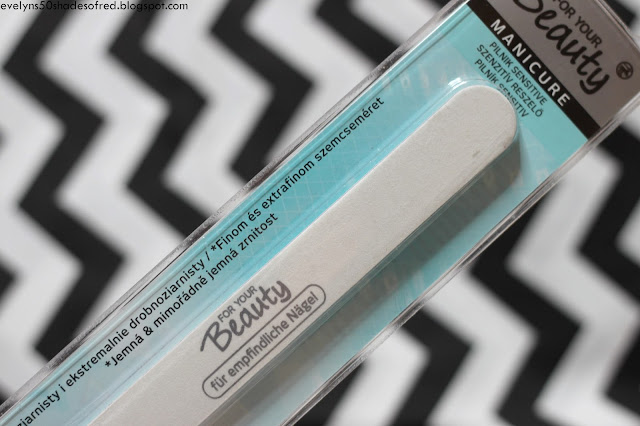 evelyns50shadesofred.blogspot.com
FOR YOUR
Beauty
MANICURE
PILNIK SENSITIVE
SZENZITÍV RESZELŐ
PILNÍK SENSITIV
drobnoziarnisty i ekstremalnie drobnoziarnisty / *Finom és extrafinom szemcseméret
*Jemná & mimořádně jemná zrnitost
FOR YOUR
Beauty
für empfindliche Nägel